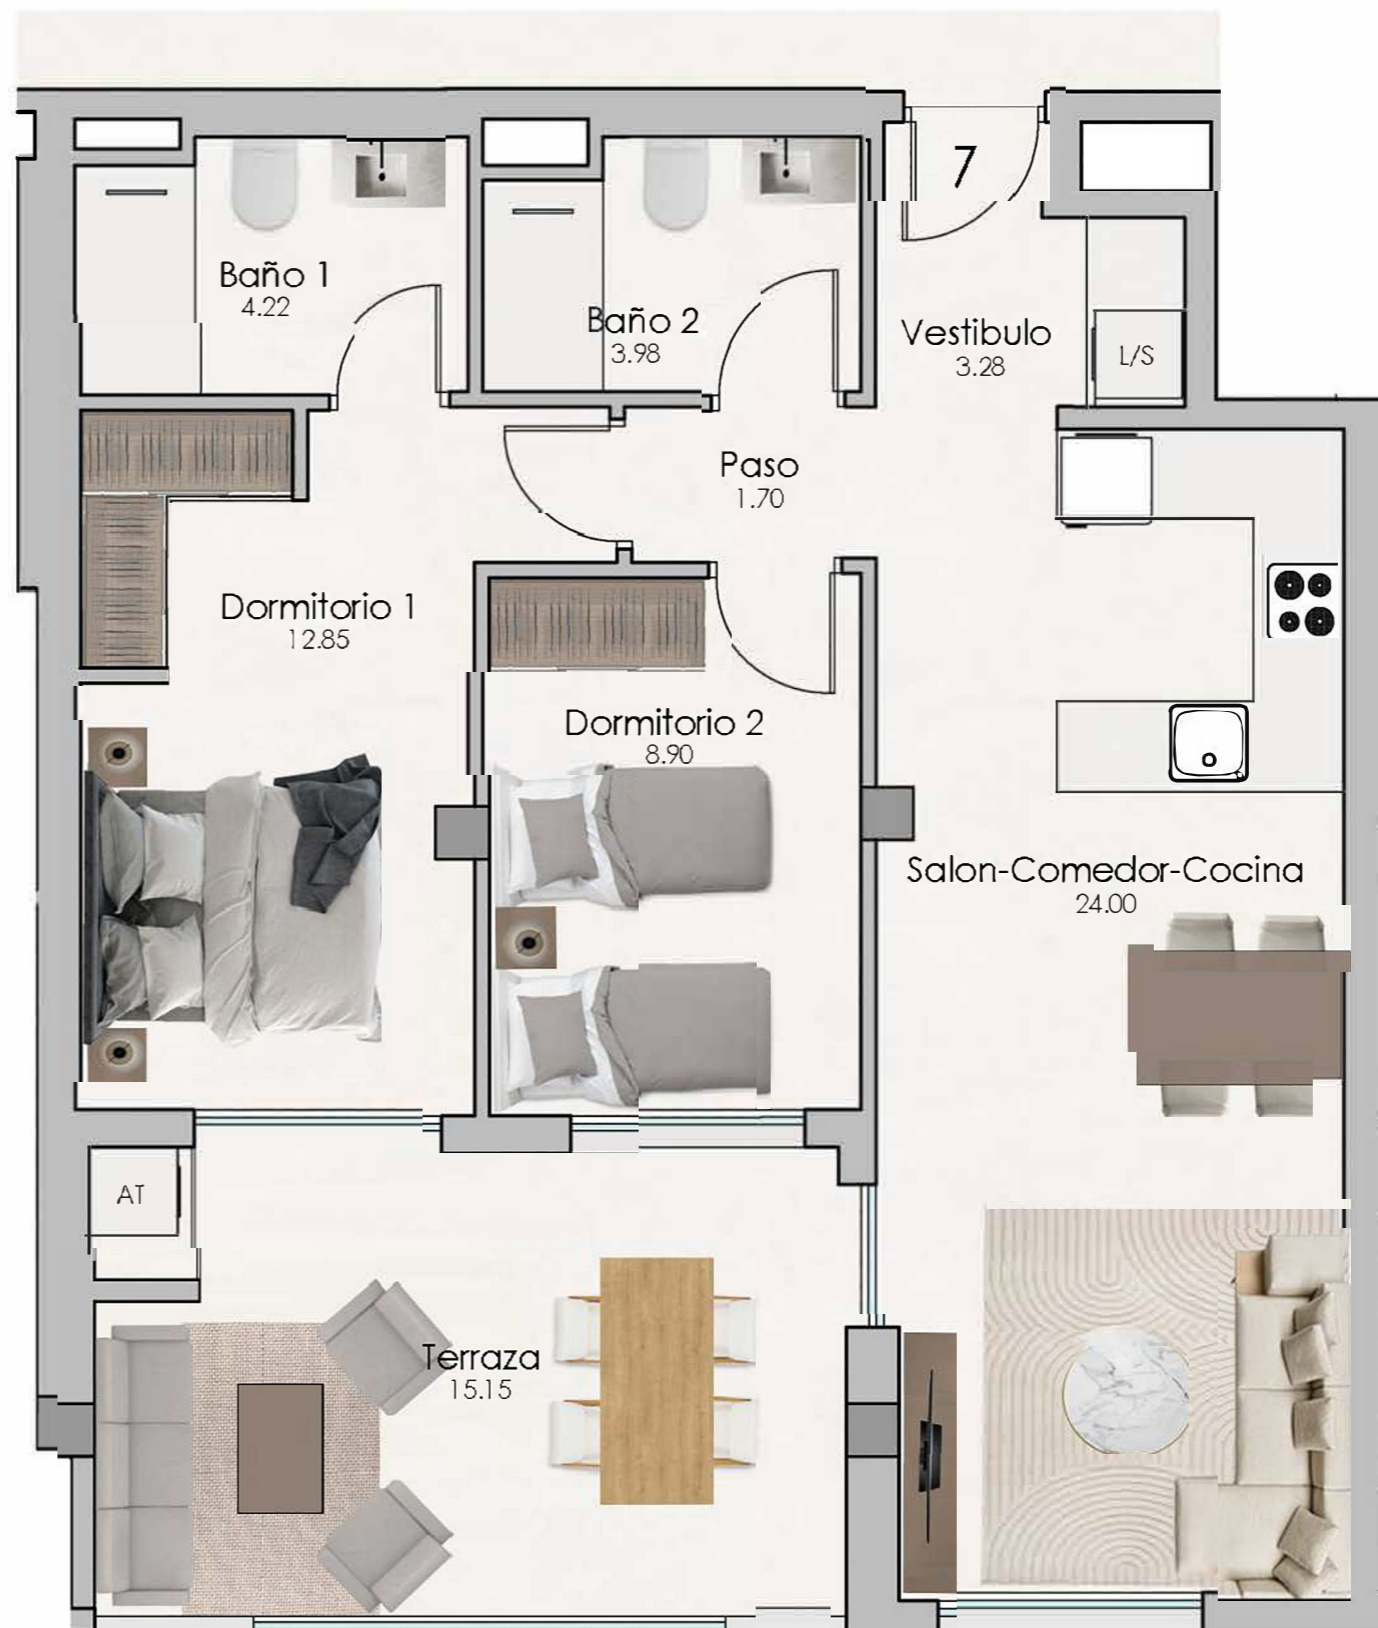 7
Baño 1
4.22
Baño 2
3.98
Vestibulo
3.28
L/S
Paso
1.70
Dormitorio 1
12.85
Dormitorio 2
8.90
Salon-Comedor-Cocina
24.00
AT
Terraza
15.15